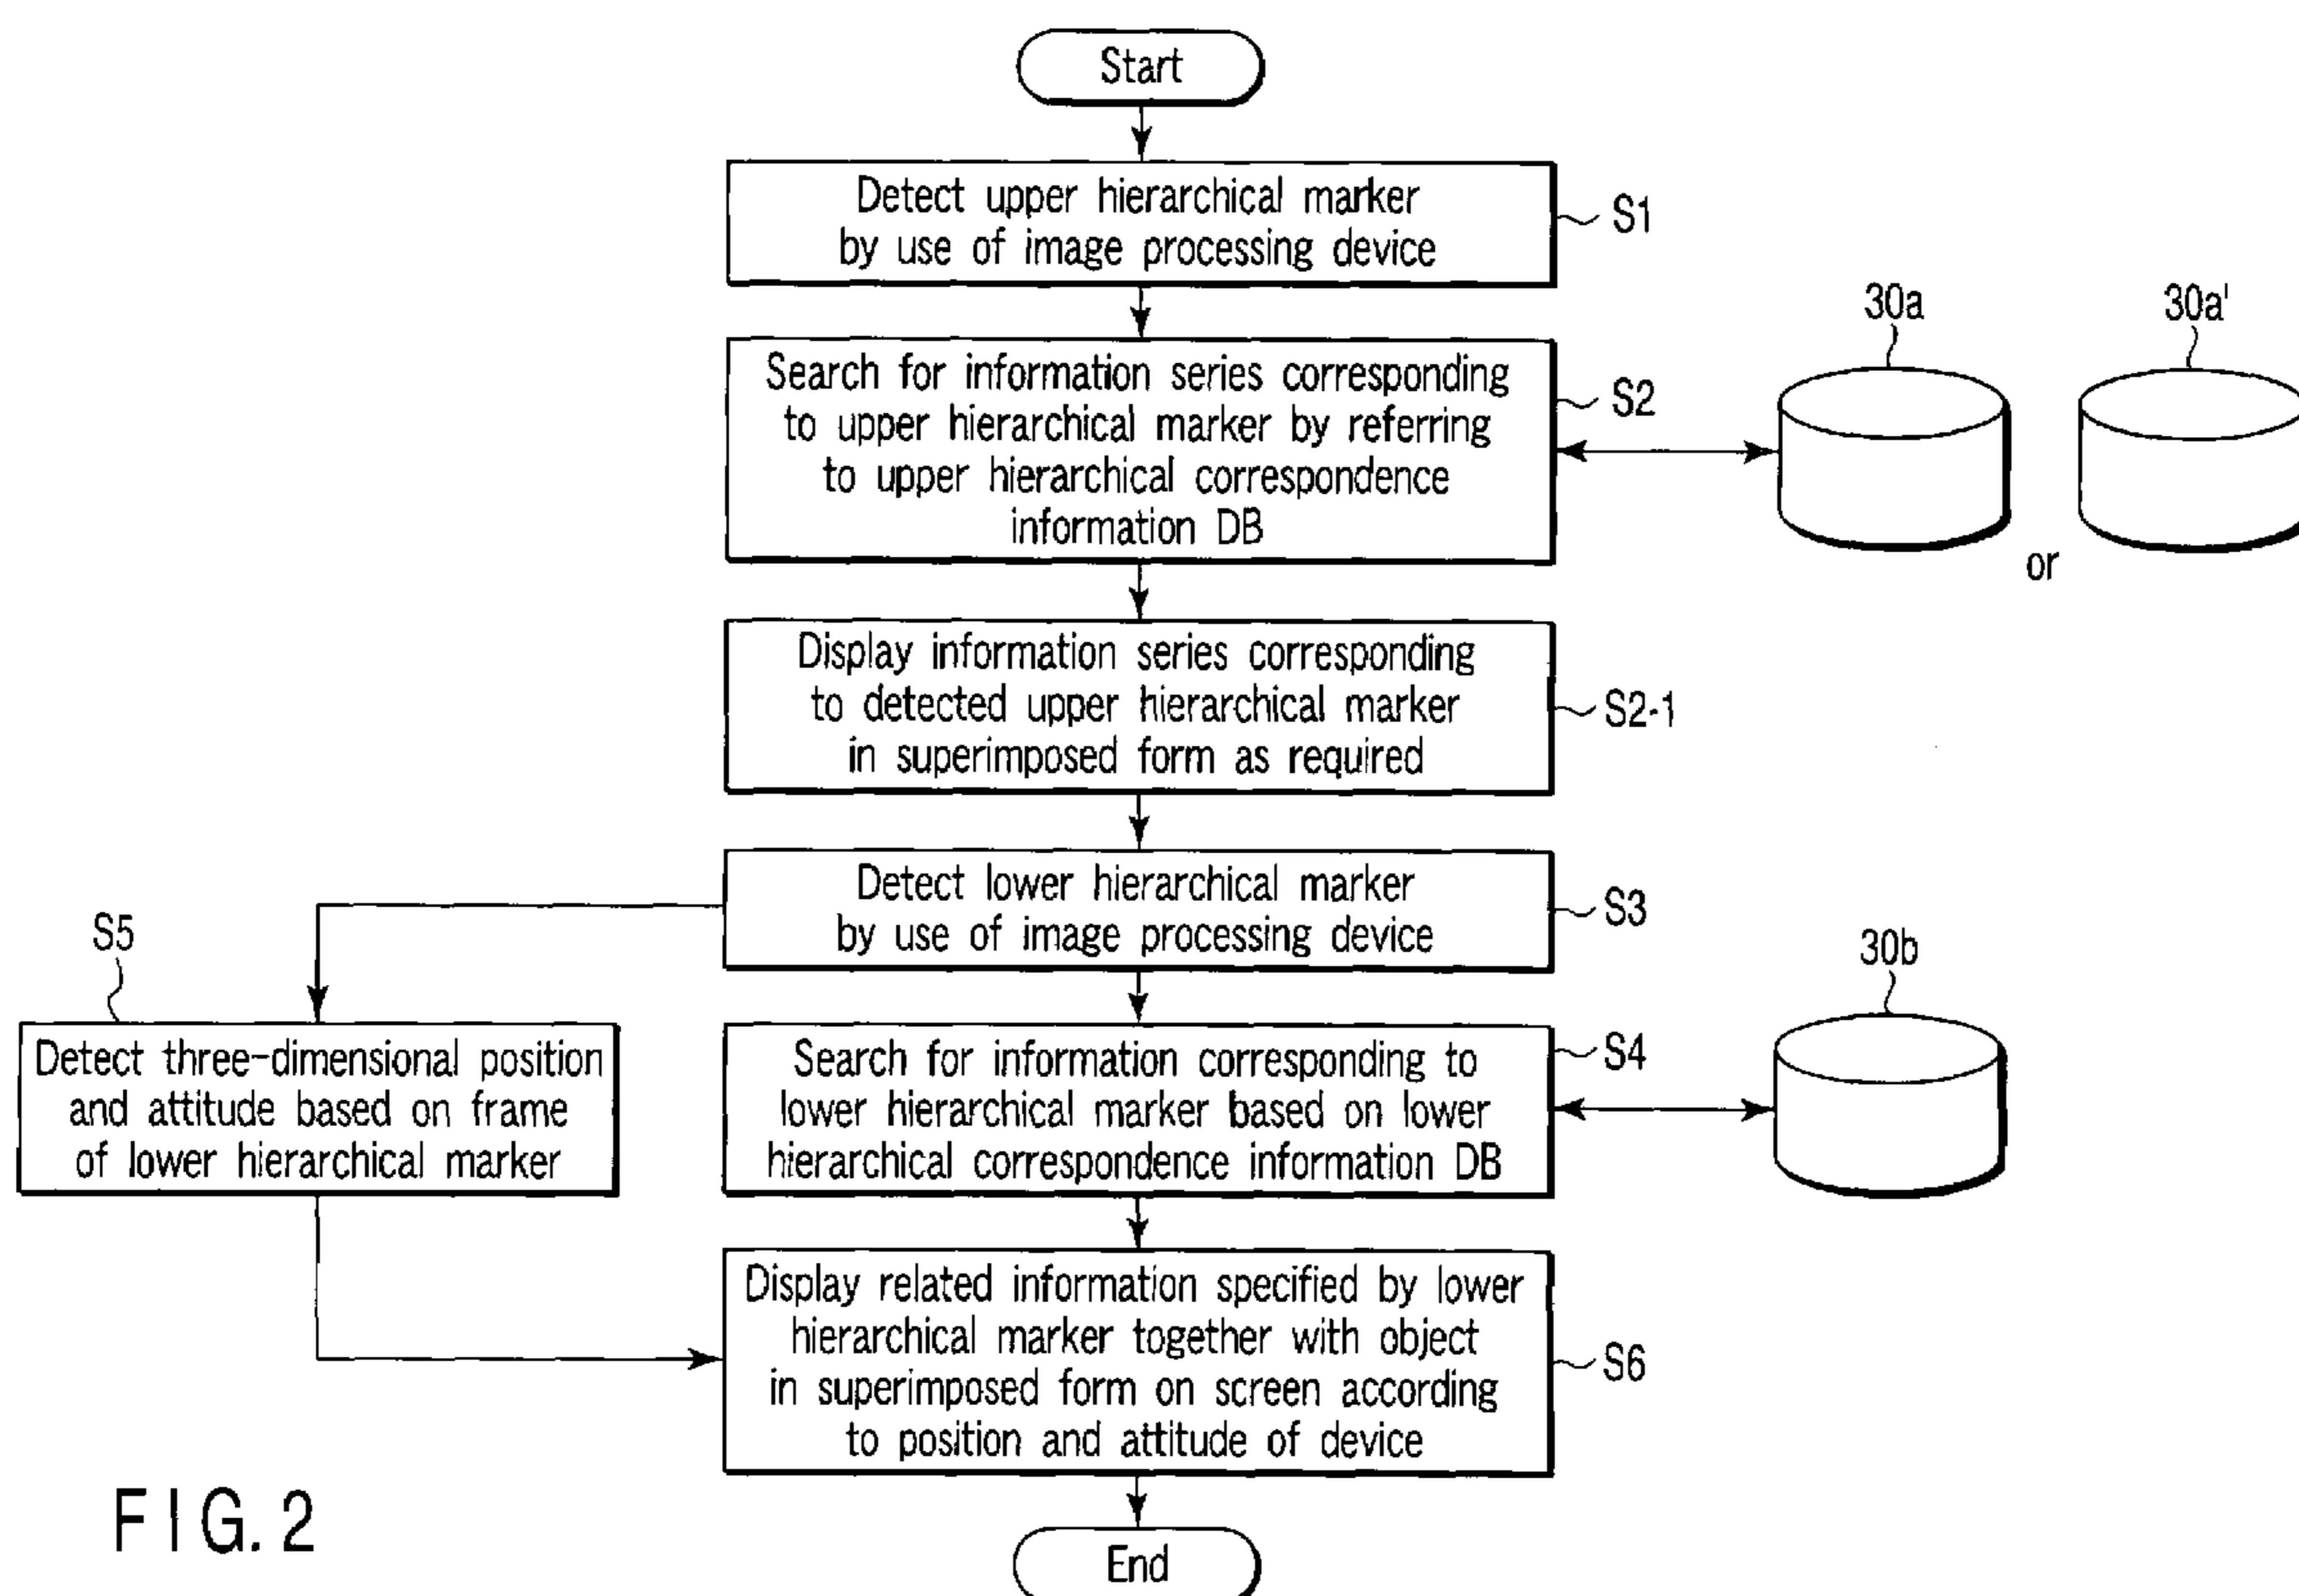 Start
Detect upper hierarchical marker
by use of image processing device
S1
30a
30a'
Search for information series corresponding
to upper hierarchical marker by referring
to upper hierarchical correspondence
information DB
S2
or
Display information series corresponding
to detected upper hierarchical marker
in superimposed form as required
S2-1
Detect lower hierarchical marker
by use of image processing device
S3
S5
30b
Detect three-dimensional position
and attitude based on frame
of lower hierarchical marker
Search for information corresponding to
lower hierarchical marker based on lower
hierarchical correspondence information DB
S4
Display related information specified by lower
hierarchical marker together with object
in superimposed form on screen according
to position and attitude of device
S6
FIG. 2
End